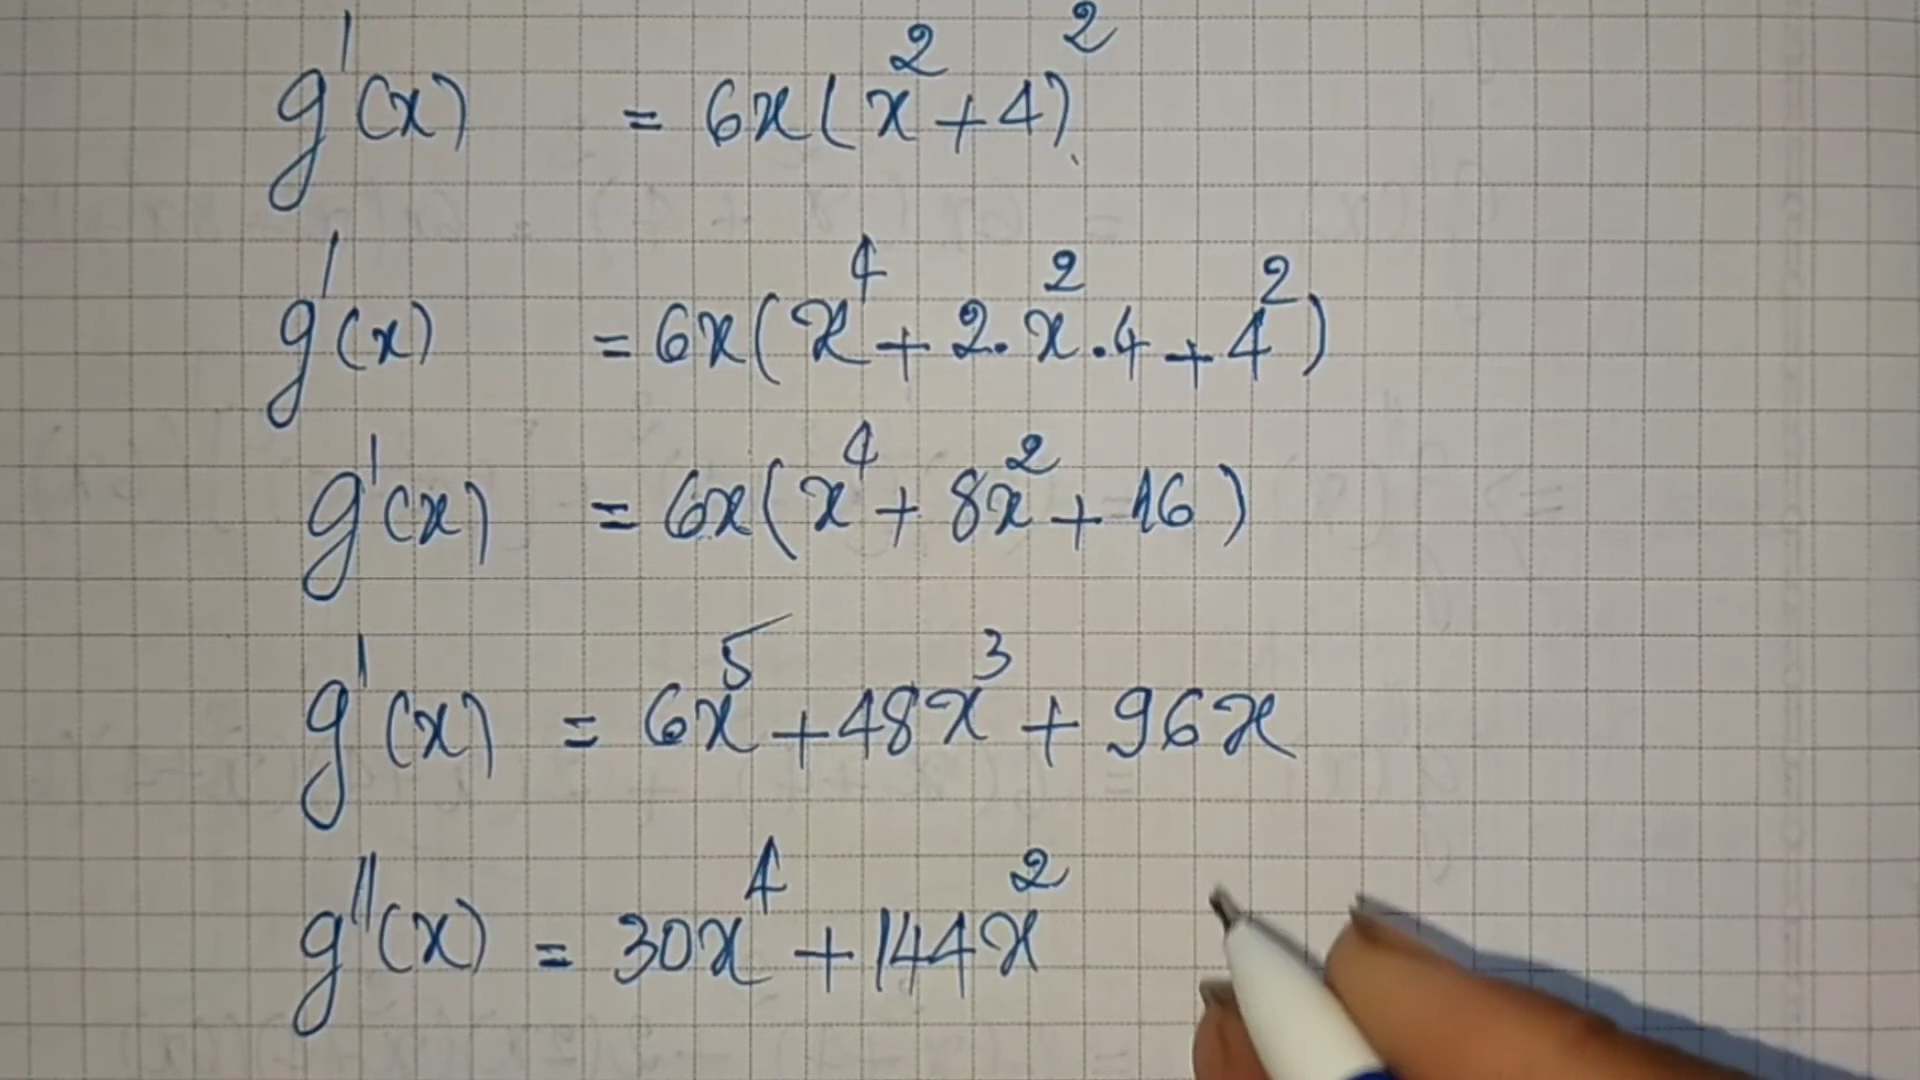 g'(x) = 6x(x²+4)²
g'(x) = 6x(x⁴+2·x²·4+4²)
g'(x) = 6x(x⁴+8x²+16)
g'(x) = 6x⁵+48x³+96x
g''(x) = 30x⁴+144x²